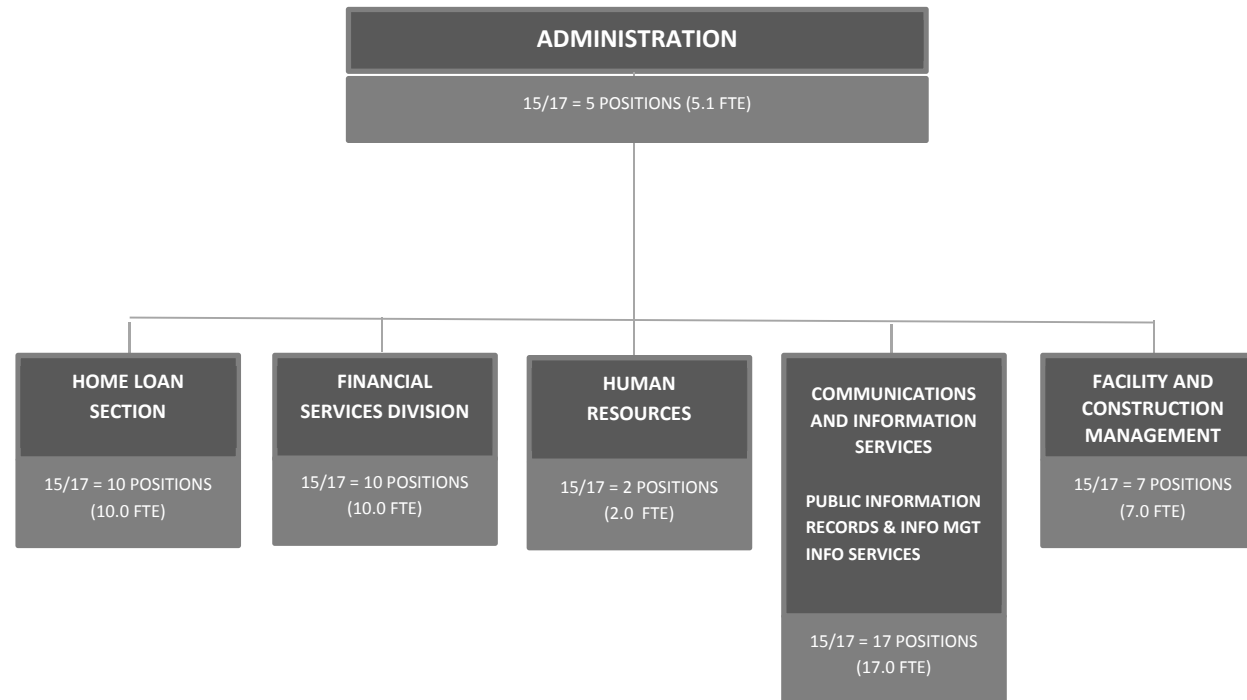 ADMINISTRATION
15/17 = 5 POSITIONS (5.1 FTE)
HOME LOAN
SECTION
15/17 = 10 POSITIONS
(10.0 FTE)
FINANCIAL
SERVICES DIVISION
15/17 = 10 POSITIONS
(10.0 FTE)
HUMAN
RESOURCES
15/17 = 2 POSITIONS
(2.0 FTE)
COMMUNICATIONS
AND INFORMATION
SERVICES
PUBLIC INFORMATION
RECORDS & INFO MGT
INFO SERVICES
15/17 = 17 POSITIONS
(17.0 FTE)
FACILITY AND
CONSTRUCTION
MANAGEMENT
15/17 = 7 POSITIONS
(7.0 FTE)